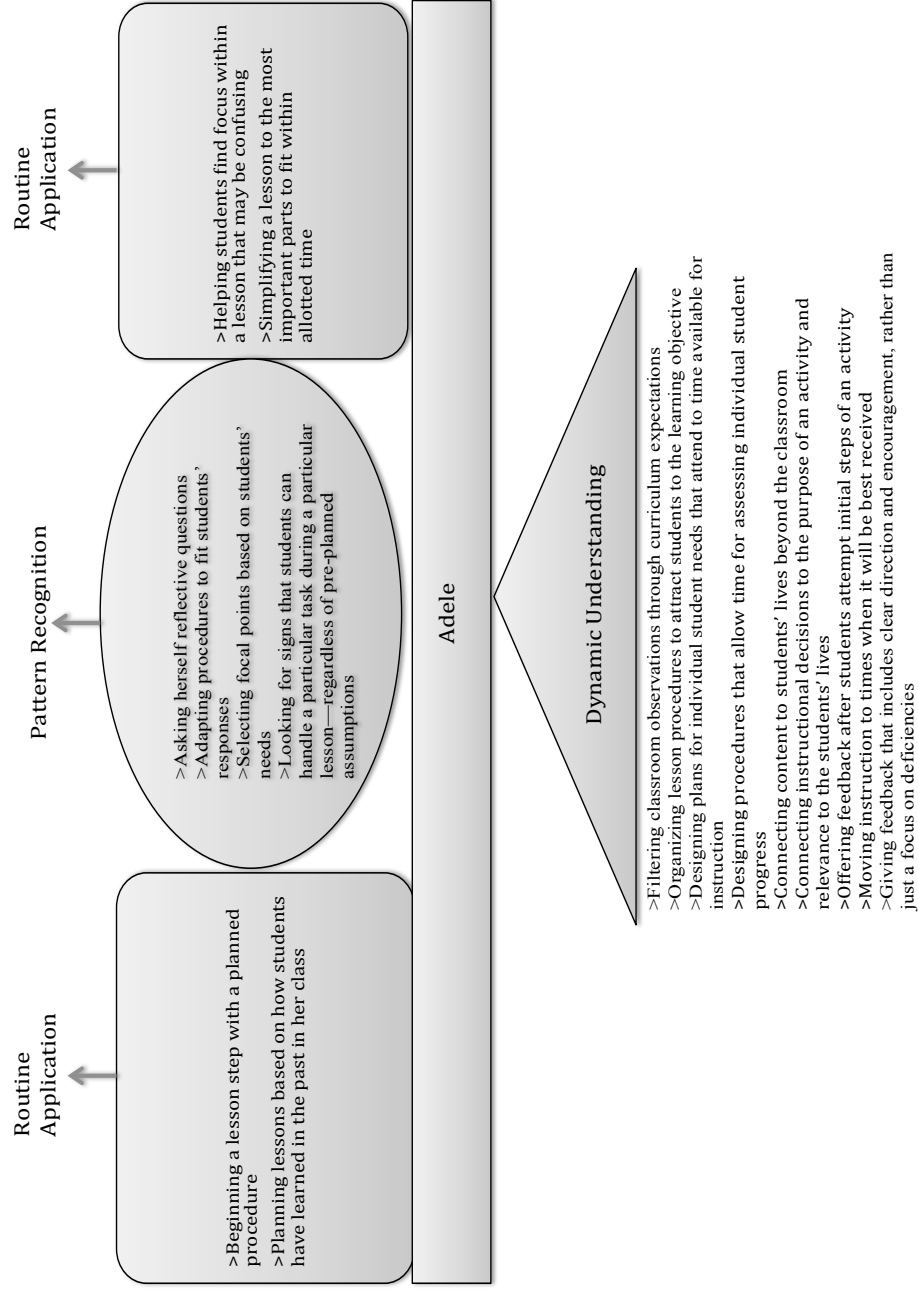 Routine
Application
>Beginning a lesson step with a planned
procedure
>Planning lessons based on how students
have learned in the past in her class
Pattern Recognition
>Asking herself reflective questions
>Adapting procedures to fit students’
responses
>Selecting focal points based on students’
needs
>Looking for signs that students can
handle a particular task during a particular
lesson—regardless of pre-planned
assumptions
Routine
Application
>Helping students find focus within
a lesson that may be confusing
>Simplifying a lesson to the most
important parts to fit within
allotted time
Adele
Dynamic Understanding
>Filtering classroom observations through curriculum expectations
>Organizing lesson procedures to attract students to the learning objective
>Designing plans for individual student needs that attend to time available for
instruction
>Designing procedures that allow time for assessing individual student
progress
>Connecting content to students’ lives beyond the classroom
>Connecting instructional decisions to the purpose of an activity and
relevance to the students’ lives
>Offering feedback after students attempt initial steps of an activity
>Moving instruction to times when it will be best received
>Giving feedback that includes clear direction and encouragement, rather than
just a focus on deficiencies